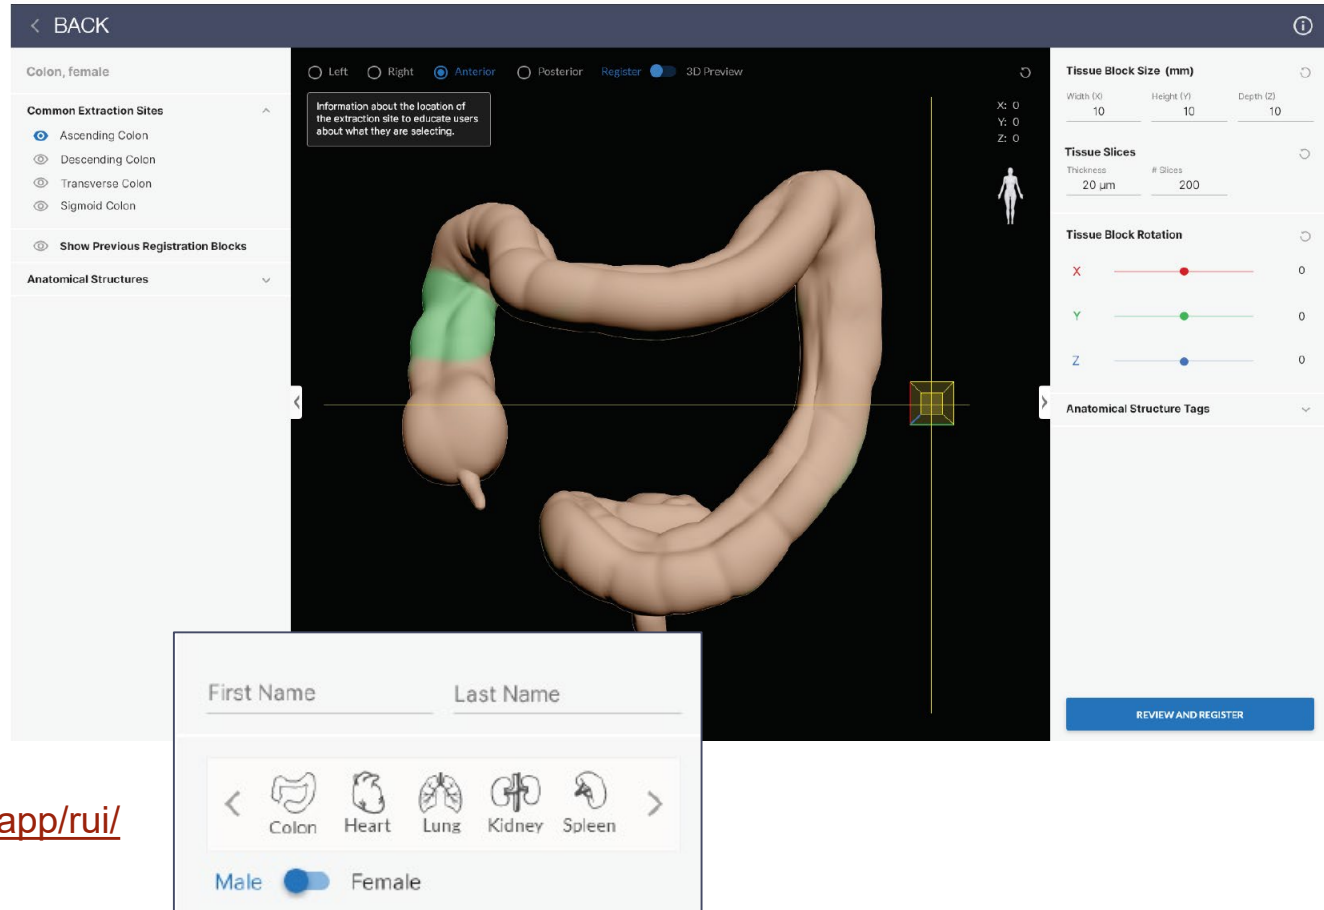 BACK
Colon, female
Common Extraction Sites
Ascending Colon
Descending Colon
Transverse Colon
Sigmoid Colon
Show Previous Registration Blocks
Anatomical Structures
Left Right Anterior Posterior Register 3D Preview
Information about the location of
the extraction site to educate users
about what they are selecting.
X: 0
Y: 0
Z: 0
Tissue Block Size (mm)
Width (X) Height (Y) Depth (Z)
10 10 10
Tissue Slices
Thickness # Slices
20 µm 200
Tissue Block Rotation
X 0
Y 0
Z 0
Anatomical Structure Tags
REVIEW AND REGISTER
First Name Last Name
Colon Heart Lung Kidney Spleen
Male Female
app/rui/